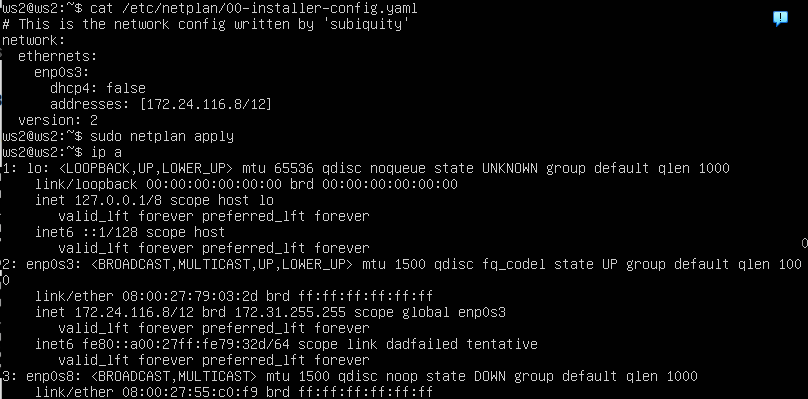 ws2@ws2:~$ cat /etc/netplan/00-installer-config.yaml
# This is the network config written by 'subiquity'
network:
  ethernets:
    enp0s3:
      dhcp4: false
      addresses: [172.24.116.8/12]
  version: 2
ws2@ws2:~$ sudo netplan apply
ws2@ws2:~$ ip a
1: lo: <LOOPBACK,UP,LOWER_UP> mtu 65536 qdisc noqueue state UNKNOWN group default qlen 1000
    link/loopback 00:00:00:00:00:00 brd 00:00:00:00:00:00
    inet 127.0.0.1/8 scope host lo
       valid_lft forever preferred_lft forever
    inet6 ::1/128 scope host
       valid_lft forever preferred_lft forever
2: enp0s3: <BROADCAST,MULTICAST,UP,LOWER_UP> mtu 1500 qdisc fq_codel state UP group default qlen 100
0
    link/ether 08:00:27:79:03:2d brd ff:ff:ff:ff:ff:ff
    inet 172.24.116.8/12 brd 172.31.255.255 scope global enp0s3
       valid_lft forever preferred_lft forever
    inet6 fe80::a00:27ff:fe79:32d/64 scope link dadfailed tentative
       valid_lft forever preferred_lft forever
3: enp0s8: <BROADCAST,MULTICAST> mtu 1500 qdisc noop state DOWN group default qlen 1000
    link/ether 08:00:27:55:c0:f9 brd ff:ff:ff:ff:ff:ff